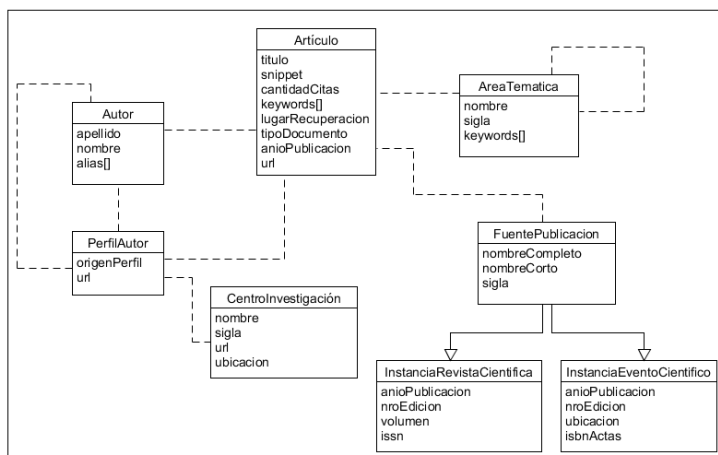 Artículo
titulo
snippet
cantidadCitas
keywords[]
lugarRecuperacion
tipoDocumento
anioPublicacion
url
AreaTematica
nombre
sigla
keywords[]
Autor
apellido
nombre
alias[]
PerfilAutor
origenPerfil
url
FuentePublicacion
nombreCompleto
nombreCorto
sigla
CentroInvestigación
nombre
sigla
url
ubicacion
InstanciaRevistaCientifica
anioPublicacion
nroEdicion
volumen
issn
InstanciaEventoCientifico
anioPublicacion
nroEdicion
ubicacion
isbnActas